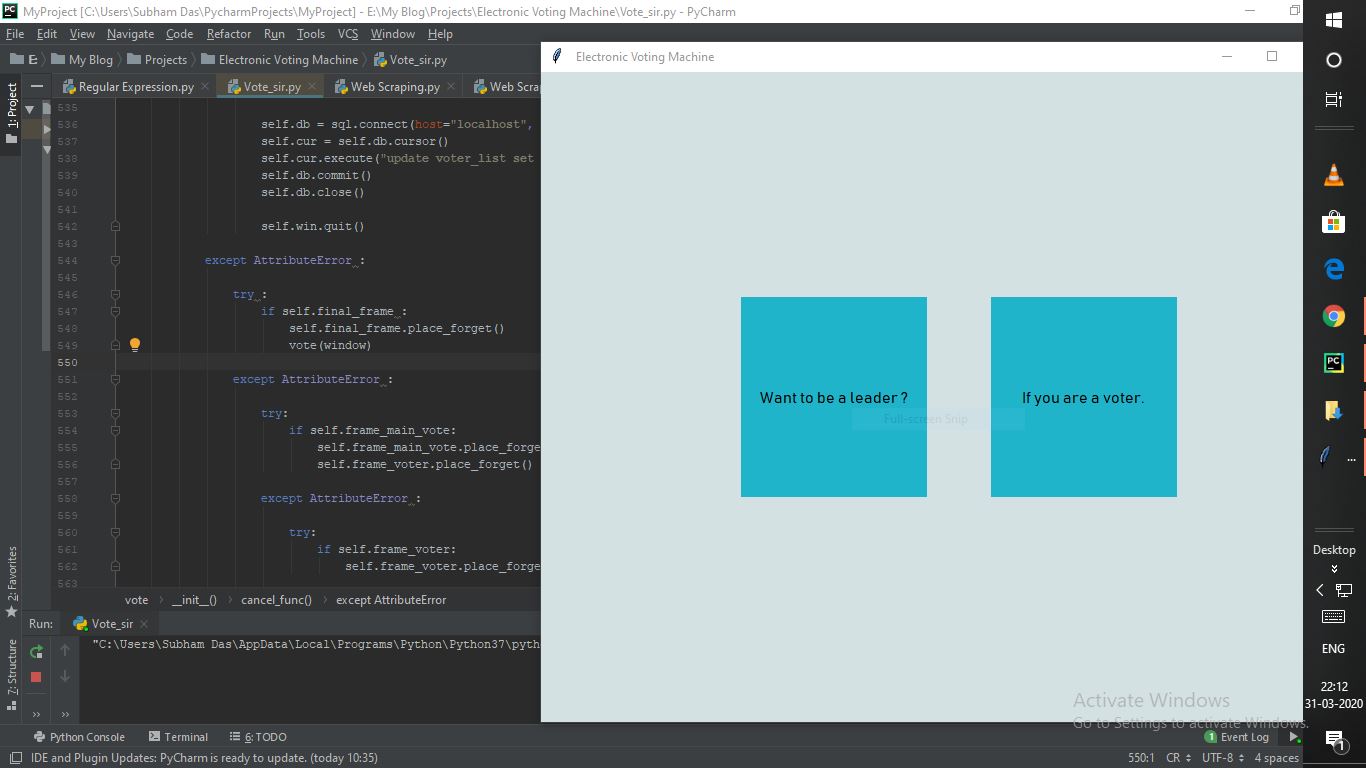 MyProject [C:\Users\Subham Das\PycharmProjects\MyProject] - E:\My Blog\Projects\Electronic Voting Machine\Vote_sir.py - PyCharm
File Edit View Navigate Code Refactor Run Tools VCS Window Help
E: My Blog Projects Electronic Voting Machine Vote_sir.py
Regular Expression.py Vote_sir.py Web Scraping.py Web Scra
1: Project
2: Favorites
Z: Structure
535
536 self.db = sql.connect(host="localhost",
537 self.cur = self.db.cursor()
538 self.cur.execute("update voter_list set
539 self.db.commit()
540 self.db.close()
541
542 self.win.quit()
543
544 except AttributeError :
545
546 try :
547 if self.final_frame :
548 self.final_frame.place_forget()
549 vote(window)
550
551 except AttributeError :
552
553 try:
554 if self.frame_main_vote:
555 self.frame_main_vote.place_forge
556 self.frame_voter.place_forget()
557
558 except AttributeError :
559
560 try:
561 if self.frame_voter:
562 self.frame_voter.place_forge
563
vote __init__() cancel_func() except AttributeError
Run: Vote_sir
"C:\Users\Subham Das\AppData\Local\Programs\Python\Python37\pyth
Python Console Terminal 6: TODO
1 Event Log
IDE and Plugin Updates: PyCharm is ready to update. (today 10:35)
550:1 CR UTF-8 4 spaces
Electronic Voting Machine
Want to be a leader ?
If you are a voter.
Full-screen Snip
Activate Windows
Go to Settings to activate Windows.
PC
PC
...
Desktop
ENG
22:12
31-03-2020
1